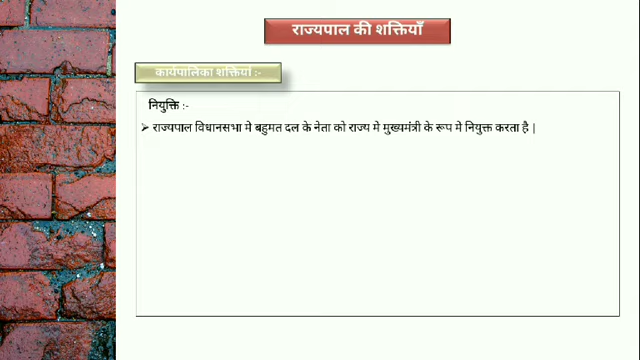 राज्यपाल की शक्तियाँ
कार्यपालिका शक्तियां :-
नियुक्ति :-
➢ राज्यपाल विधानसभा मे बहुमत दल के नेता को राज्य मे मुख्यमंत्री के रूप मे नियुक्त करता है |